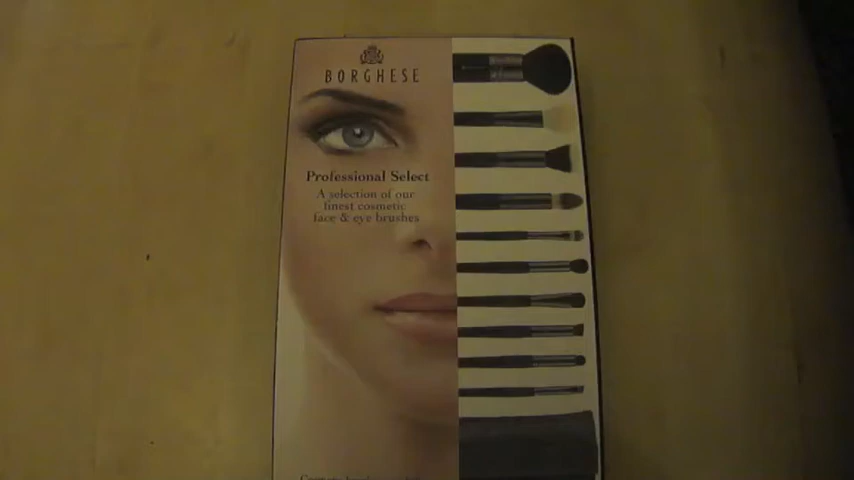 BORGHESE
Professional Select
A selection of our
finest cosmetic
face & eye brushes